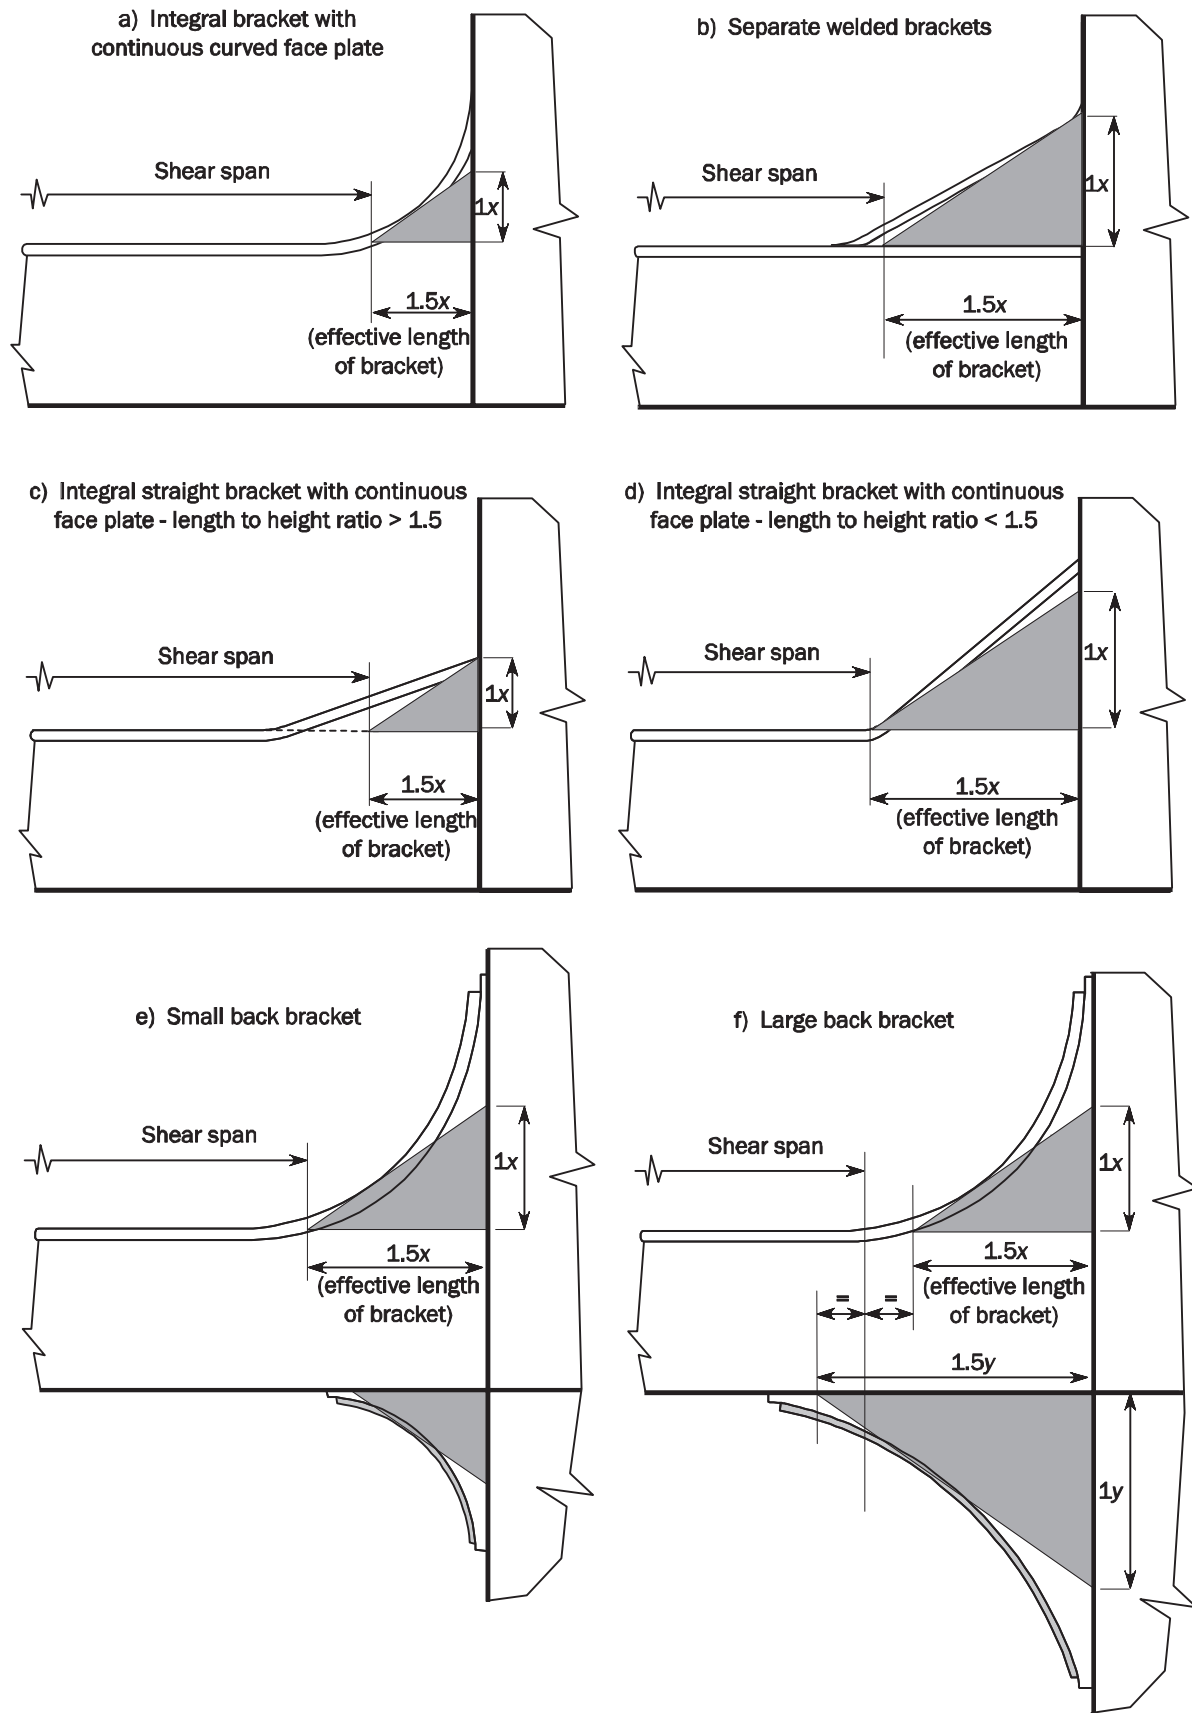 a) Integral bracket with
continuous curved face plate
Shear span
1x
1.5x
(effective length
of bracket)
b) Separate welded brackets
Shear span
1x
1.5x
(effective length
of bracket)
c) Integral straight bracket with continuous
face plate - length to height ratio > 1.5
Shear span
1x
1.5x
(effective length
of bracket)
d) Integral straight bracket with continuous
face plate - length to height ratio < 1.5
Shear span
1x
1.5x
(effective length
of bracket)
e) Small back bracket
Shear span
1x
1.5x
(effective length
of bracket)
f) Large back bracket
Shear span
1x
1.5x
(effective length
of bracket)
= =
1.5y
1y